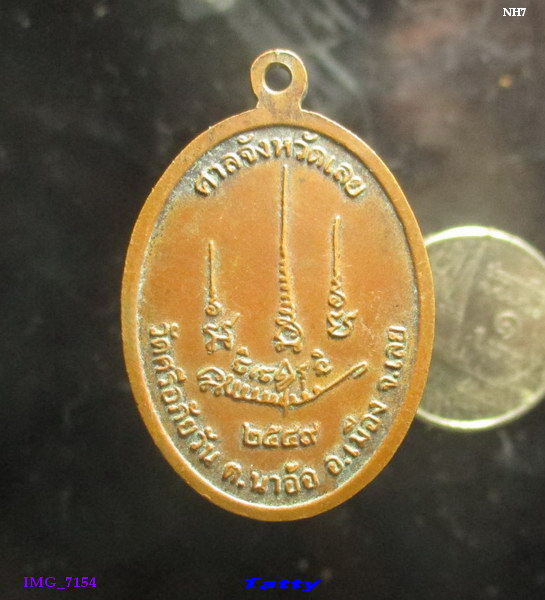 NH7
ศาลจังหวัดเลย
๒๕๔๙
วัดศรีอภัยวัน ต.นาอ้อ อ.เมือง จ.เลย
๑
IMG_7154
Tatty